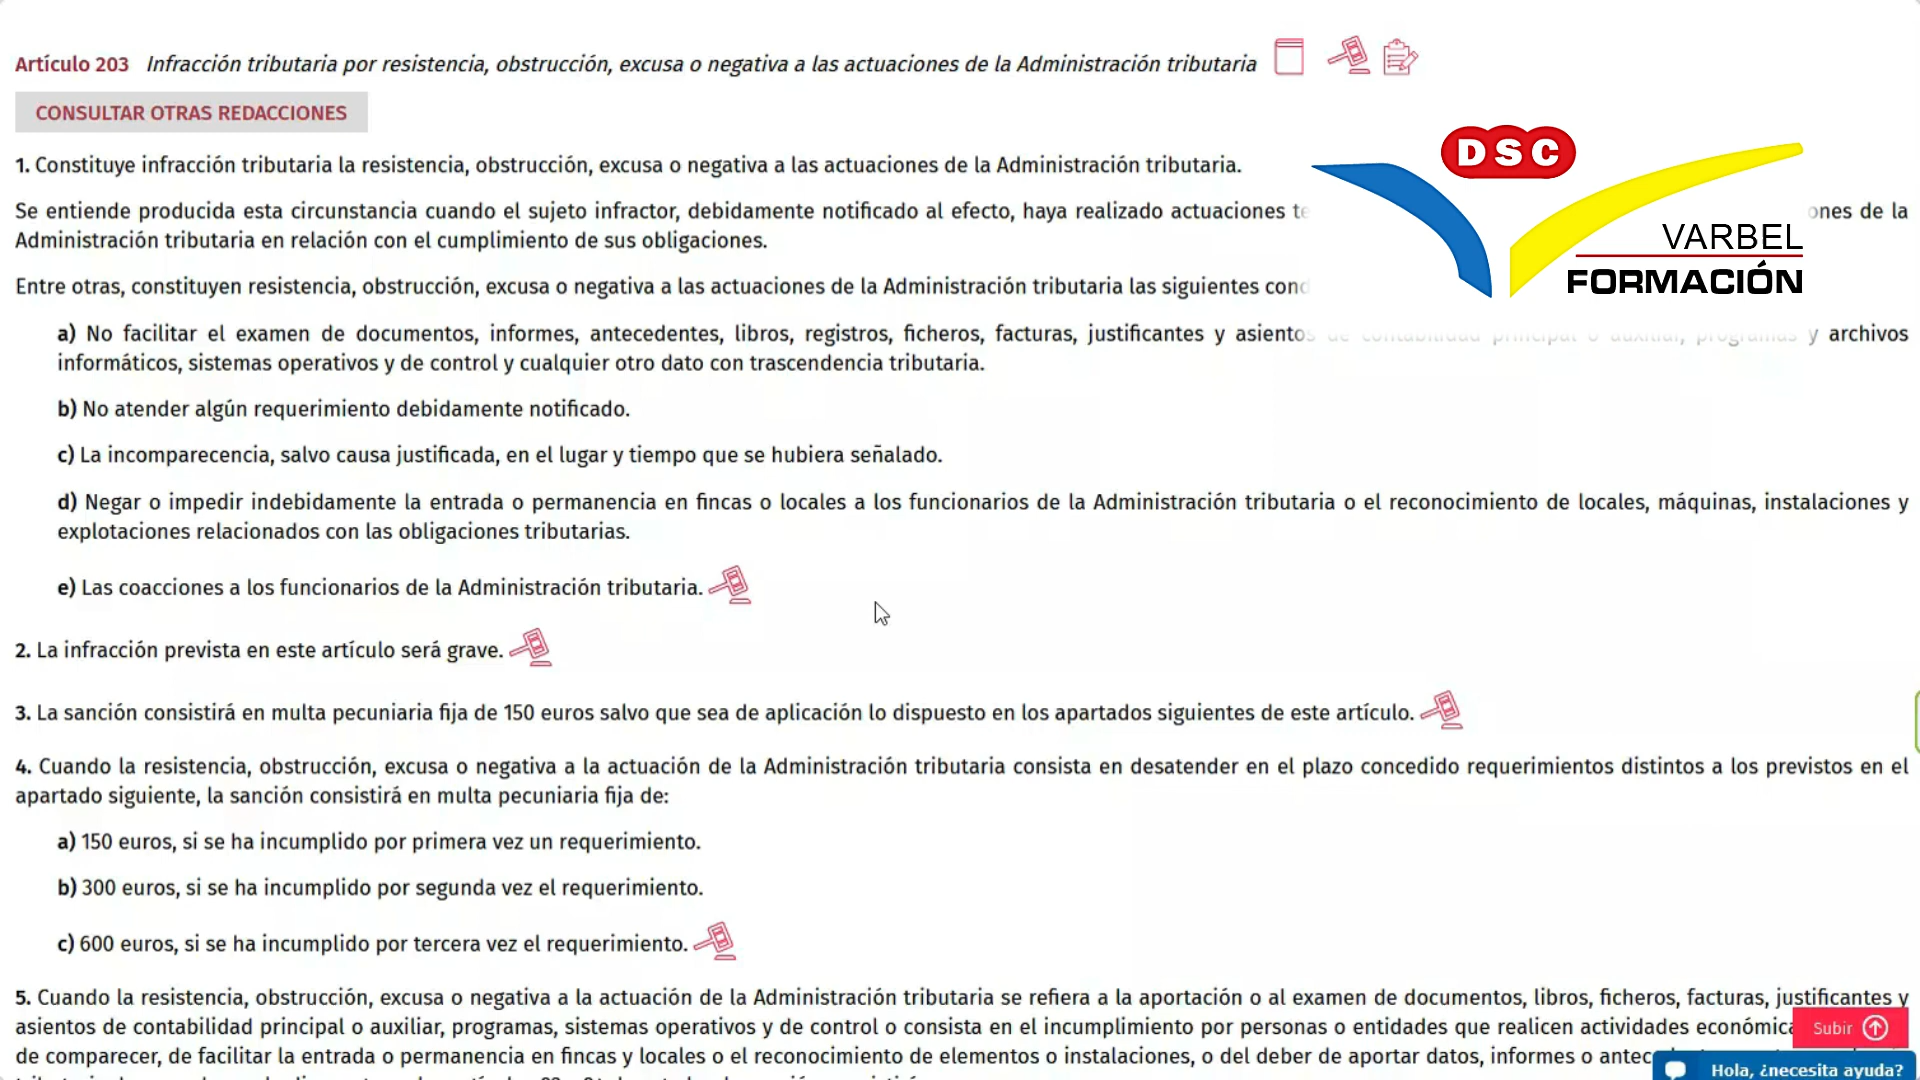 Artículo 203 Infracción tributaria por resistencia, obstrucción, excusa o negativa a las actuaciones de la Administración tributaria
CONSULTAR OTRAS REDACCIONES
1. Constituye infracción tributaria la resistencia, obstrucción, excusa o negativa a las actuaciones de la Administración tributaria.
DSC
VARBEL
FORMACIÓN
Se entiende producida esta circunstancia cuando el sujeto infractor, debidamente notificado al efecto, haya realizado actuaciones de la
Administración tributaria en relación con el cumplimiento de sus obligaciones.
Entre otras, constituyen resistencia, obstrucción, excusa o negativa a las actuaciones de la Administración tributaria las siguientes
a) No facilitar el examen de documentos, informes, antecedentes, libros, registros, ficheros, facturas, justificantes y asientos de contabilidad principal o auxiliar, programas y archivos
informáticos, sistemas operativos y de control y cualquier otro dato con trascendencia tributaria.
b) No atender algún requerimiento debidamente notificado.
c) La incomparecencia, salvo causa justificada, en el lugar y tiempo que se hubiera señalado.
d) Negar o impedir indebidamente la entrada o permanencia en fincas o locales a los funcionarios de la Administración tributaria o el reconocimiento de locales, máquinas, instalaciones y
explotaciones relacionados con las obligaciones tributarias.
e) Las coacciones a los funcionarios de la Administración tributaria.
2. La infracción prevista en este artículo será grave.
3. La sanción consistirá en multa pecuniaria fija de 150 euros salvo que sea de aplicación lo dispuesto en los apartados siguientes de este artículo.
4. Cuando la resistencia, obstrucción, excusa o negativa a la actuación de la Administración tributaria consista en desatender en el plazo concedido requerimientos distintos a los previstos en el
apartado siguiente, la sanción consistirá en multa pecuniaria fija de:
a) 150 euros, si se ha incumplido por primera vez un requerimiento.
b) 300 euros, si se ha incumplido por segunda vez el requerimiento.
c) 600 euros, si se ha incumplido por tercera vez el requerimiento.
5. Cuando la resistencia, obstrucción, excusa o negativa a la actuación de la Administración tributaria se refiera a la aportación o al examen de documentos, libros, ficheros, facturas, justificantes y
asientos de contabilidad principal o auxiliar, programas, sistemas operativos y de control o consista en el incumplimiento por personas o entidades que realicen actividades
de comparecer, de facilitar la entrada o permanencia en fincas y locales o el reconocimiento de elementos o instalaciones, o del deber de aportar datos, informes o
Subir
Hola, ¿necesita ayuda?